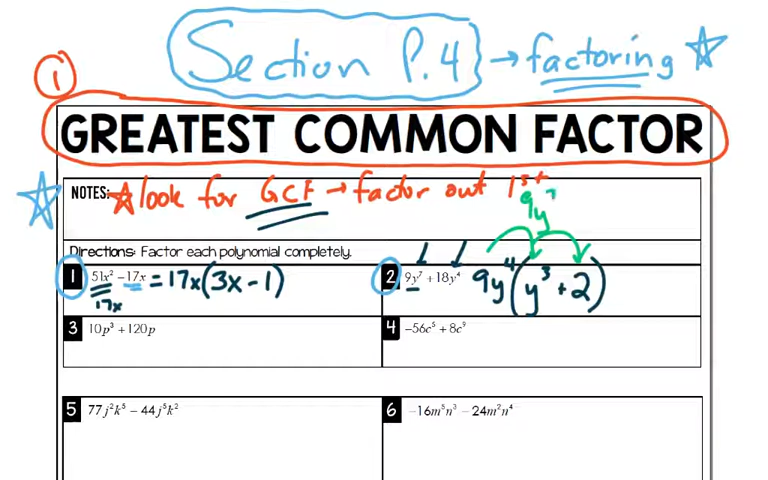 Section P.4 → factoring ☆
1
GREATEST COMMON FACTOR
NOTES: ☆ look for GCF → factor out 1st
9y⁷
Directions: Factor each polynomial completely.
1 51x² − 17x = 17x(3x − 1)
17x
2 9y⁷ + 18y⁴ 9y⁴(y³ + 2)
3 10p³ + 120p
4 −56c⁵ + 8c⁹
5 77j²k⁵ − 44j⁵k²
6 −16m⁵n³ − 24m²n⁴